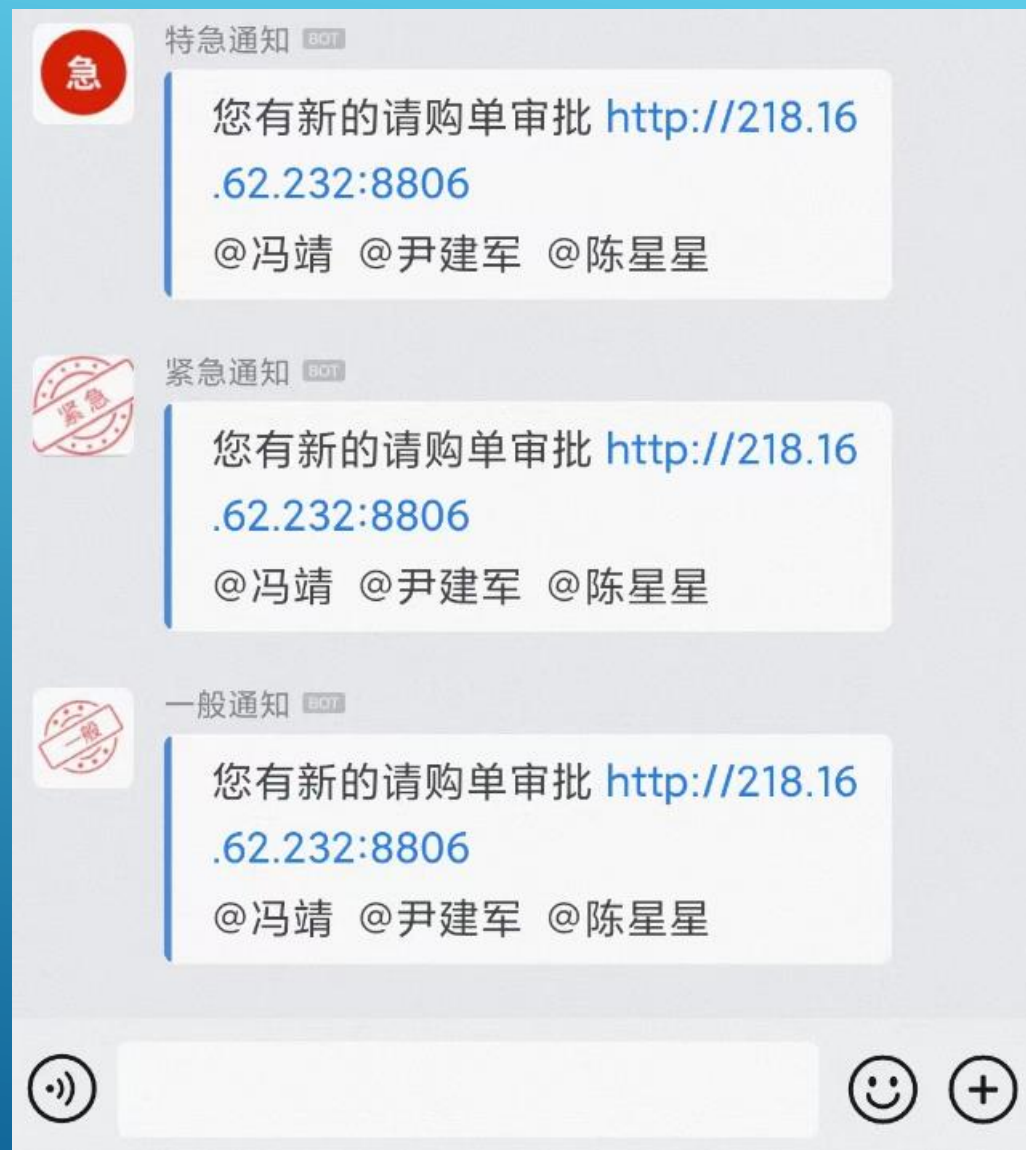 急
特急通知 BOT
您有新的请购单审批 http://218.16
.62.232:8806
@冯靖 @尹建军 @陈星星
紧急
紧急通知 BOT
您有新的请购单审批 http://218.16
.62.232:8806
@冯靖 @尹建军 @陈星星
一般
一般通知 BOT
您有新的请购单审批 http://218.16
.62.232:8806
@冯靖 @尹建军 @陈星星